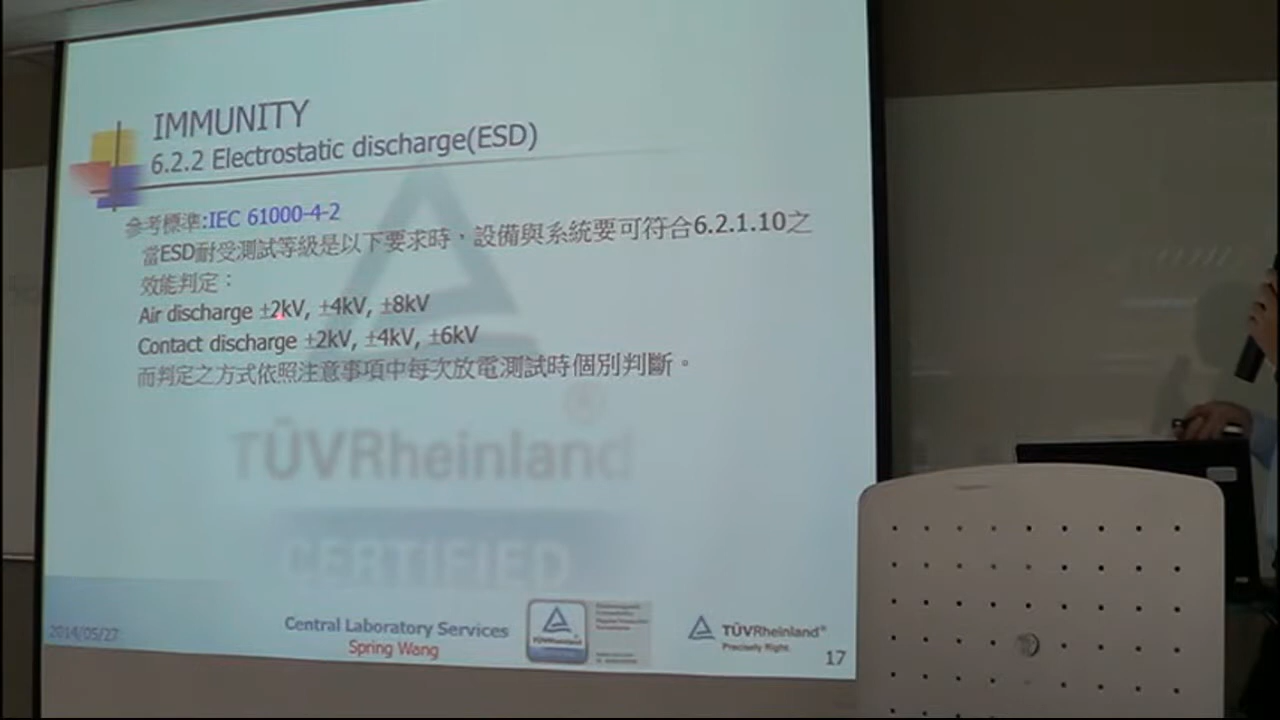 IMMUNITY
6.2.2 Electrostatic discharge(ESD)
參考標準:IEC 61000-4-2
當ESD耐受測試等級是以下要求時，設備與系統要可符合6.2.1.10之
效能判定：
Air discharge ±2kV, ±4kV, ±8kV
Contact discharge ±2kV, ±4kV, ±6kV
而判定之方式依照注意事項中每次放電測試時個別判斷。
TÜVRheinland
CERTIFIED
2014/05/27
Central Laboratory Services
Spring Wang
TÜVRheinland
TÜVRheinland®
Precisely Right.
17